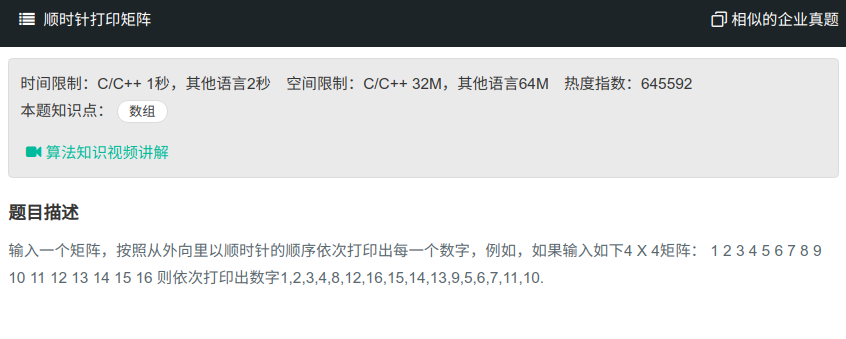 顺时针打印矩阵 相似的企业真题
时间限制：C/C++ 1秒，其他语言2秒 空间限制：C/C++ 32M，其他语言64M 热度指数：645592
本题知识点： 数组
算法知识视频讲解
题目描述
输入一个矩阵，按照从外向里以顺时针的顺序依次打印出每一个数字，例如，如果输入如下4 X 4矩阵： 1 2 3 4 5 6 7 8 9
10 11 12 13 14 15 16 则依次打印出数字1,2,3,4,8,12,16,15,14,13,9,5,6,7,11,10.